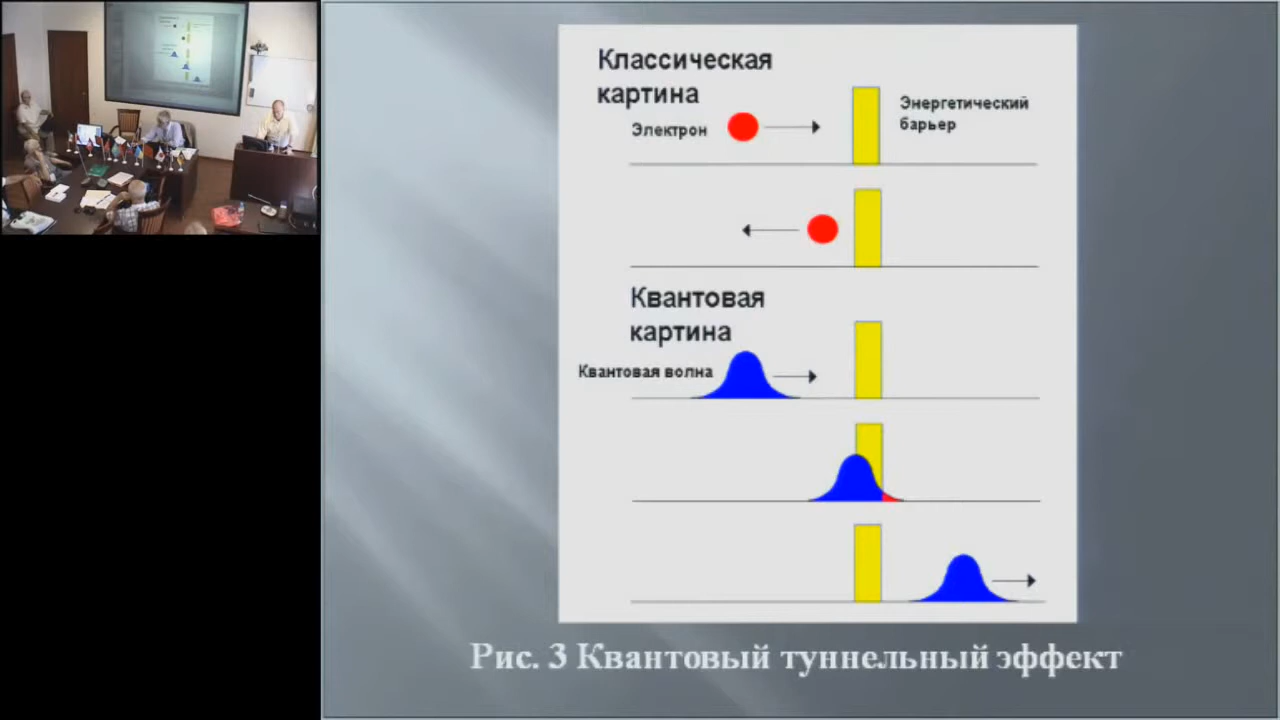 Классическая
картина
Электрон
Энергетический
барьер
Квантовая
картина
Квантовая волна
Рис. 3 Квантовый туннельный эффект